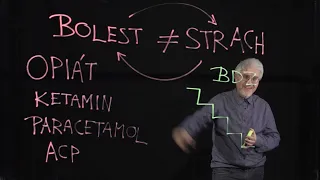 BOLEST ≠ STRACH
OPIÁT
KETAMIN
PARACETAMOL
ACP